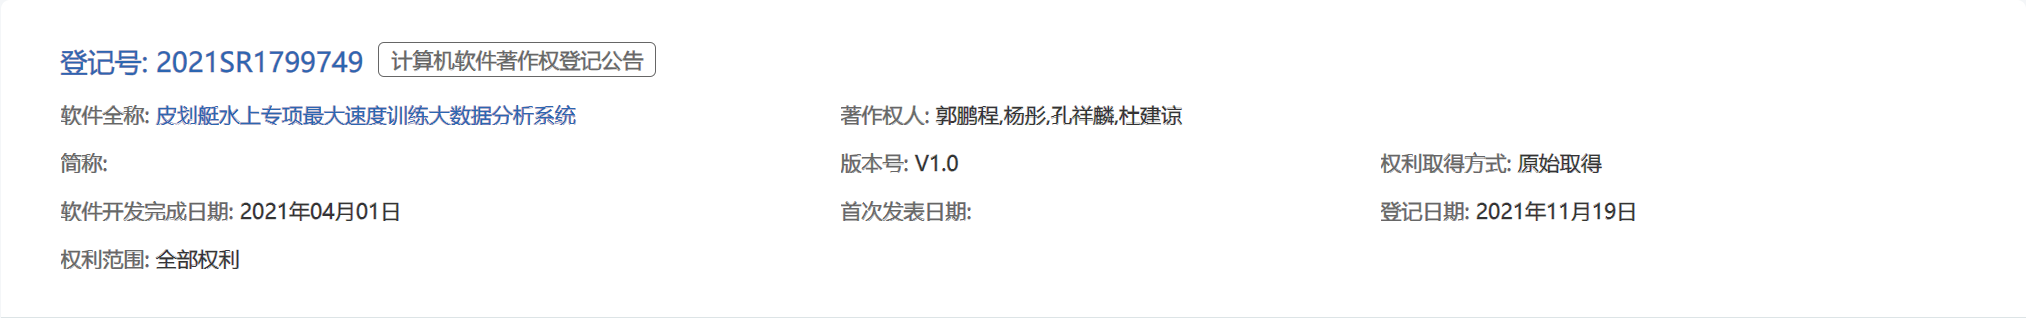 登记号: 2021SR1799749 计算机软件著作权登记公告
软件全称: 皮划艇水上专项最大速度训练大数据分析系统 著作权人: 郭鹏程,杨彤,孔祥麟,杜建谅
简称: 版本号: V1.0 权利取得方式: 原始取得
软件开发完成日期: 2021年04月01日 首次发表日期: 登记日期: 2021年11月19日
权利范围: 全部权利